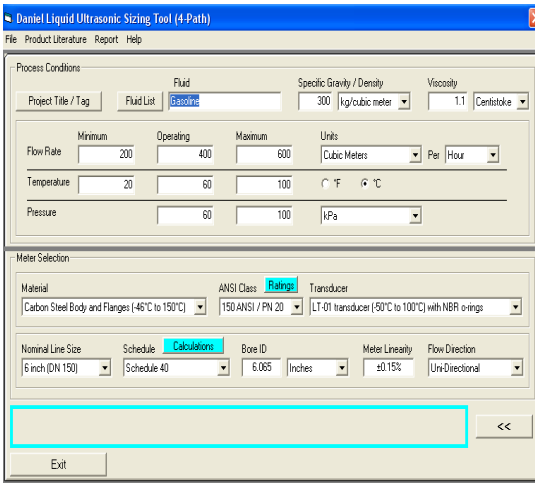 Daniel Liquid Ultrasonic Sizing Tool (4-Path)
File Product Literature Report Help
Process Conditions
Fluid Specific Gravity / Density Viscosity
Project Title / Tag Fluid List Gasoline 300 kg/cubic meter 1.1 Centistoke
Minimum Operating Maximum Units
Flow Rate 200 400 600 Cubic Meters Per Hour
Temperature 20 60 100 °F °C
Pressure 60 100 kPa
Meter Selection
Material ANSI Class Ratings Transducer
Carbon Steel Body and Flanges (-46°C to 150°C) 150 ANSI / PN 20 LT-01 transducer (-50°C to 100°C) with NBR o-rings
Nominal Line Size Schedule Calculations Bore ID Meter Linearity Flow Direction
6 inch (DN 150) Schedule 40 6.065 Inches ±0.15% Uni-Directional
<<
Exit